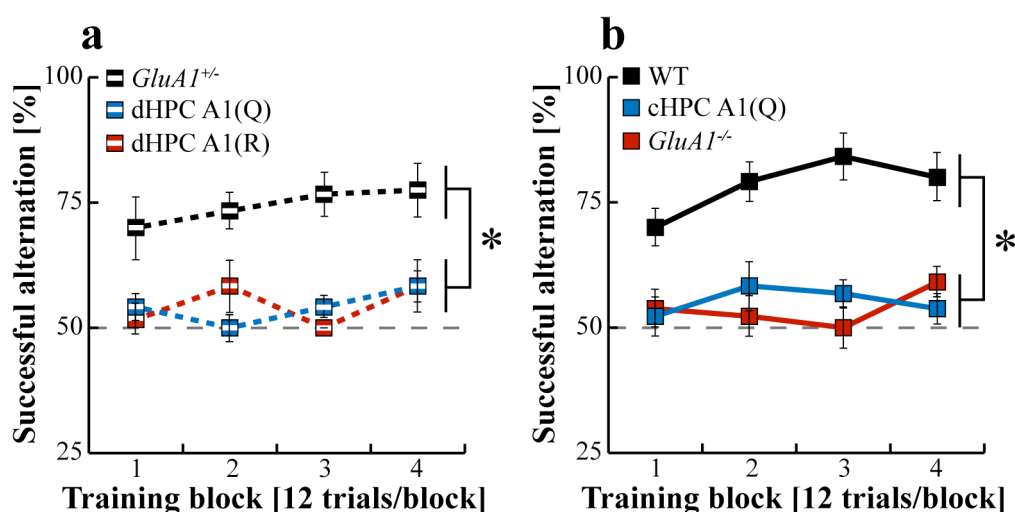 a
Successful alternation [%]
100
75
50
25
GluA1+/-
dHPC A1(Q)
dHPC A1(R)
*
1 2 3 4
Training block [12 trials/block]
b
Successful alternation [%]
100
75
50
25
WT
cHPC A1(Q)
GluA1-/-
*
1 2 3 4
Training block [12 trials/block]